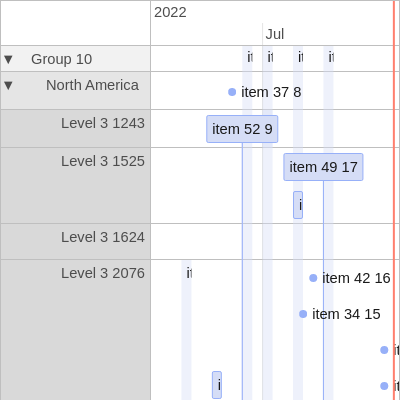 2022
Jul
▼ Group 10
▼ North America
item 37 8
Level 3 1243
item 52 9
Level 3 1525
item 49 17
Level 3 1624
Level 3 2076
item 42 16
item 34 15